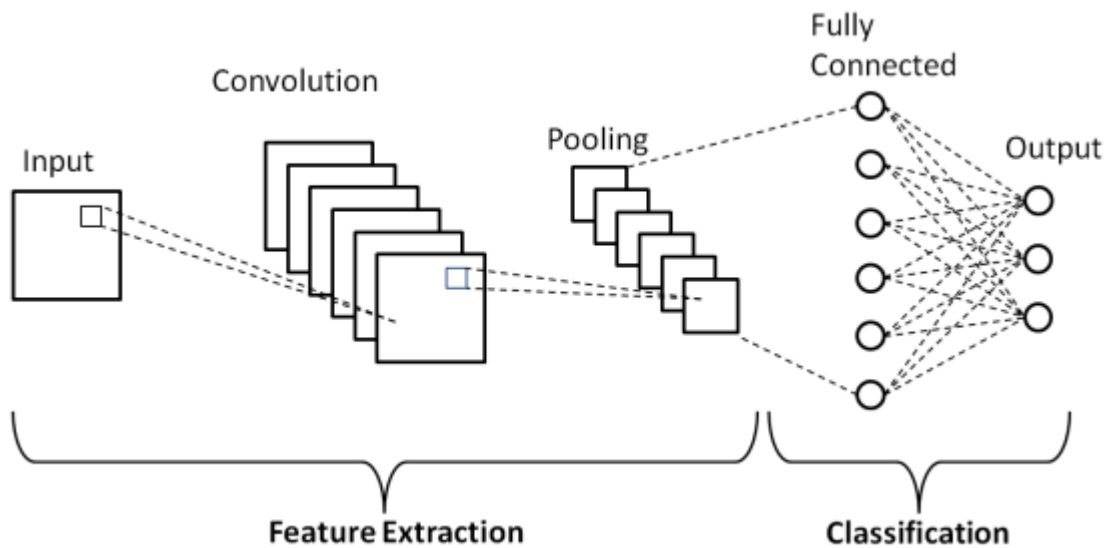 Input
Convolution
Pooling
Fully
Connected
Output
Feature Extraction
Classification